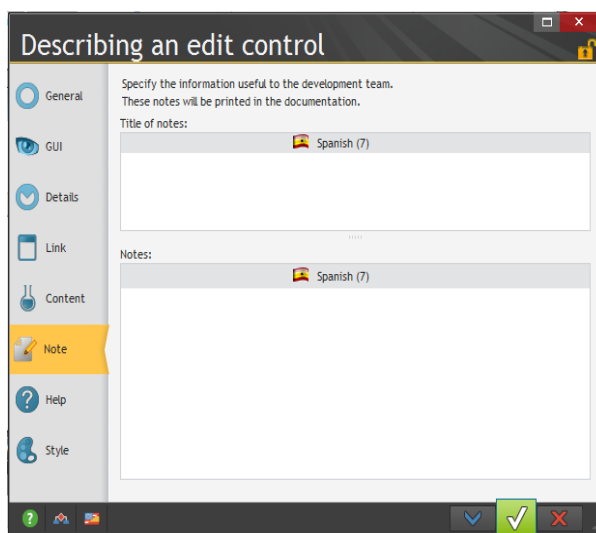 Describing an edit control
General
GUI
Details
Link
Content
Note
Help
Style
Specify the information useful to the development team.
These notes will be printed in the documentation.
Title of notes:
Spanish (7)
Notes:
Spanish (7)